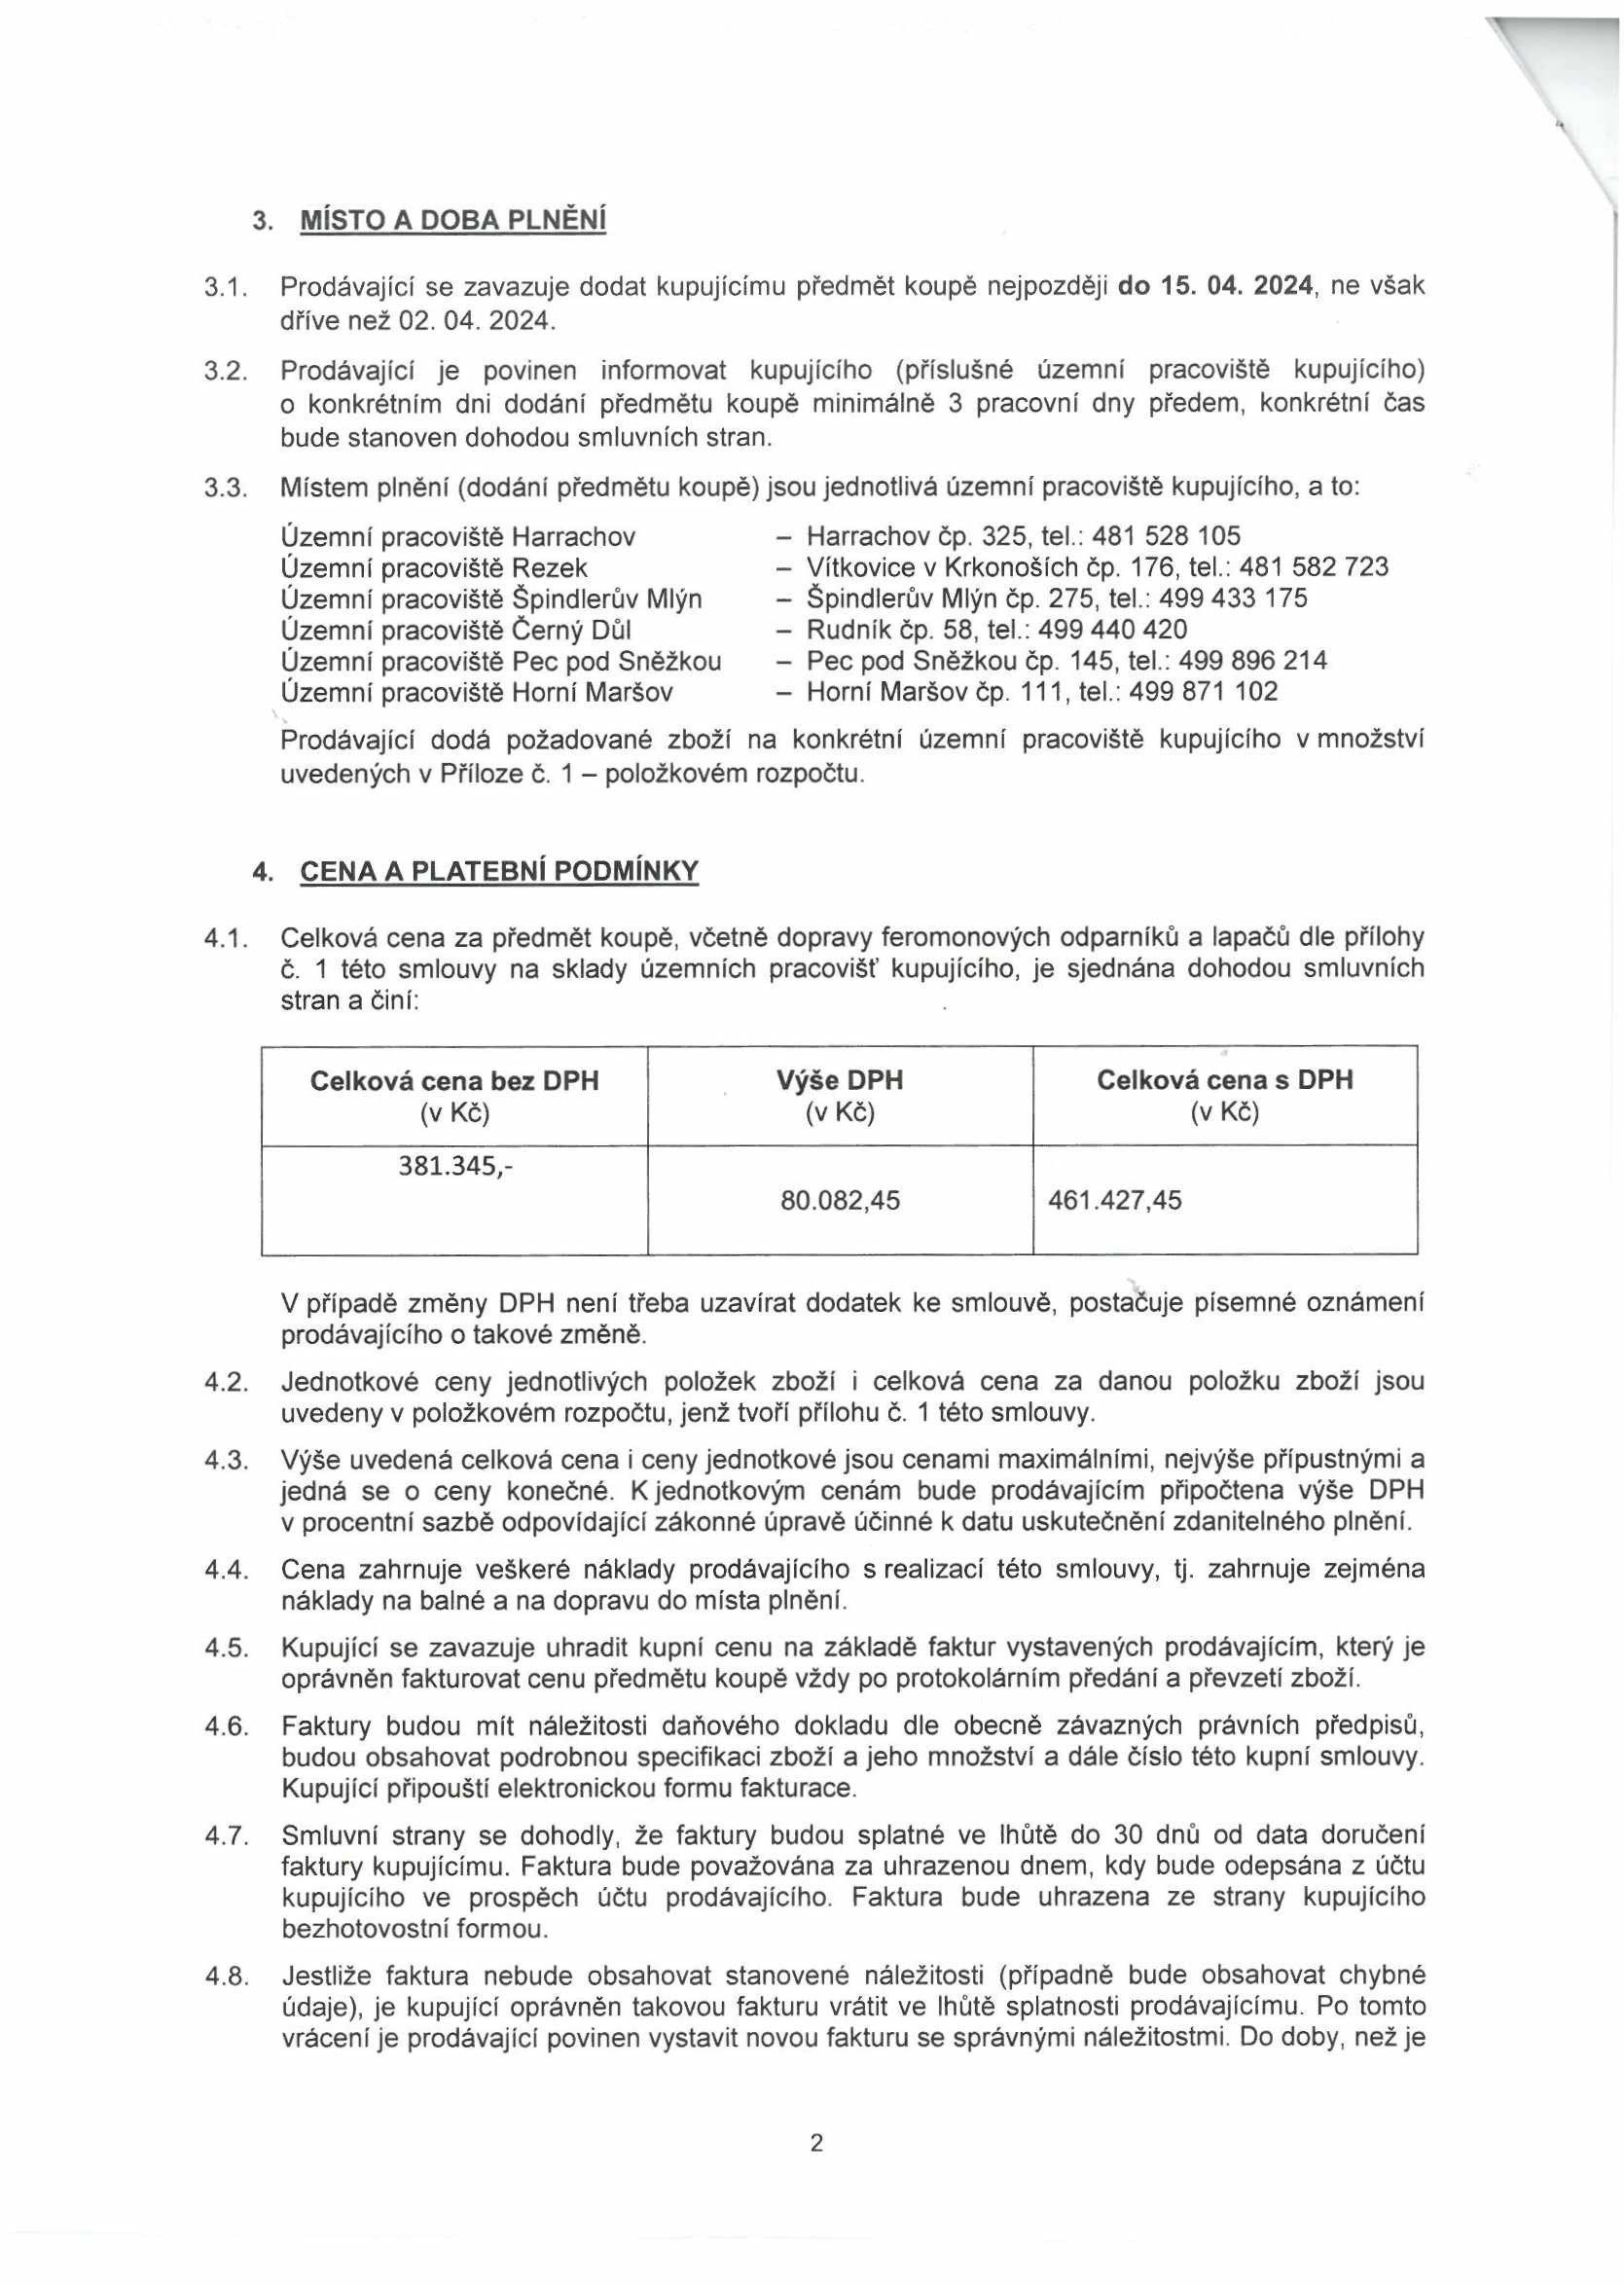 3. MÍSTO A DOBA PLNĚNÍ
3.1. Prodávající se zavazuje dodat kupujícímu předmět koupě nejpozději do 15. 04. 2024, ne však
dříve než 02. 04. 2024.
3.2. Prodávající je povinen informovat kupujícího (příslušné územní pracoviště kupujícího)
o konkrétním dni dodání předmětu koupě minimálně 3 pracovní dny předem, konkrétní čas
bude stanoven dohodou smluvních stran.
3.3. Místem plnění (dodání předmětu koupě) jsou jednotlivá územní pracoviště kupujícího, a to:
Územní pracoviště Harrachov – Harrachov čp. 325, tel.: 481 528 105
Územní pracoviště Rezek – Vítkovice v Krkonoších čp. 176, tel.: 481 582 723
Územní pracoviště Špindlerův Mlýn – Špindlerův Mlýn čp. 275, tel.: 499 433 175
Územní pracoviště Černý Důl – Rudník čp. 58, tel.: 499 440 420
Územní pracoviště Pec pod Sněžkou – Pec pod Sněžkou čp. 145, tel.: 499 896 214
Územní pracoviště Horní Maršov – Horní Maršov čp. 111, tel.: 499 871 102
Prodávající dodá požadované zboží na konkrétní územní pracoviště kupujícího v množství
uvedených v Příloze č. 1 – položkovém rozpočtu.
4. CENA A PLATEBNÍ PODMÍNKY
4.1. Celková cena za předmět koupě, včetně dopravy feromonových odparníků a lapačů dle přílohy
č. 1 této smlouvy na sklady územních pracovišť kupujícího, je sjednána dohodou smluvních
stran a činí:
Celková cena bez DPH Výše DPH Celková cena s DPH
(v Kč) (v Kč) (v Kč)
381.345,-
80.082,45 461.427,45
V případě změny DPH není třeba uzavírat dodatek ke smlouvě, postačuje písemné oznámení
prodávajícího o takové změně.
4.2. Jednotkové ceny jednotlivých položek zboží i celková cena za danou položku zboží jsou
uvedeny v položkovém rozpočtu, jenž tvoří přílohu č. 1 této smlouvy.
4.3. Výše uvedená celková cena i ceny jednotkové jsou cenami maximálními, nejvýše přípustnými a
jedná se o ceny konečné. K jednotkovým cenám bude prodávajícím připočtena výše DPH
v procentní sazbě odpovídající zákonné úpravě účinné k datu uskutečnění zdanitelného plnění.
4.4. Cena zahrnuje veškeré náklady prodávajícího s realizací této smlouvy, tj. zahrnuje zejména
náklady na balné a na dopravu do místa plnění.
4.5. Kupující se zavazuje uhradit kupní cenu na základě faktur vystavených prodávajícím, který je
oprávněn fakturovat cenu předmětu koupě vždy po protokolárním předání a převzetí zboží.
4.6. Faktury budou mít náležitosti daňového dokladu dle obecně závazných právních předpisů,
budou obsahovat podrobnou specifikaci zboží a jeho množství a dále číslo této kupní smlouvy.
Kupující připouští elektronickou formu fakturace.
4.7. Smluvní strany se dohodly, že faktury budou splatné ve lhůtě do 30 dnů od data doručení
faktury kupujícímu. Faktura bude považována za uhrazenou dnem, kdy bude odepsána z účtu
kupujícího ve prospěch účtu prodávajícího. Faktura bude uhrazena ze strany kupujícího
bezhotovostní formou.
4.8. Jestliže faktura nebude obsahovat stanovené náležitosti (případně bude obsahovat chybné
údaje), je kupující oprávněn takovou fakturu vrátit ve lhůtě splatnosti prodávajícímu. Po tomto
vrácení je prodávající povinen vystavit novou fakturu se správnými náležitostmi. Do doby, než je
2